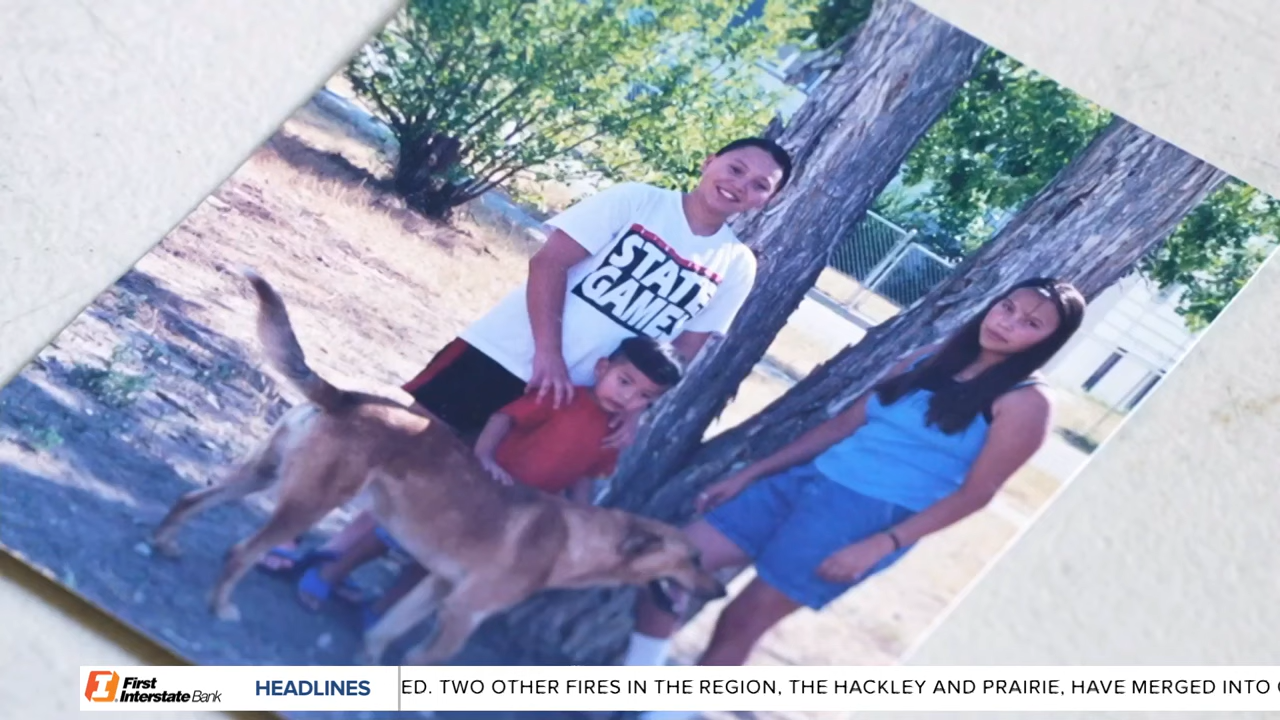 STATE
GAMES
First
Interstate Bank
HEADLINES
ED. TWO OTHER FIRES IN THE REGION, THE HACKLEY AND PRAIRIE, HAVE MERGED INTO